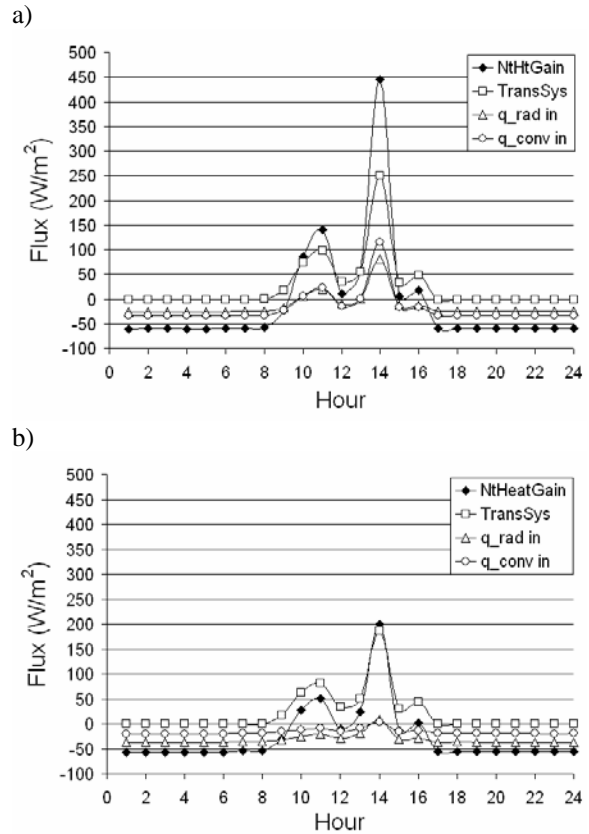 a)
500
450
400
350
300
250
200
150
100
50
0
-50
-100
Flux (W/m²)
NtHtGain
TransSys
q_rad in
q_conv in
0 2 4 6 8 10 12 14 16 18 20 22 24
Hour
b)
500
450
400
350
300
250
200
150
100
50
0
-50
-100
Flux (W/m²)
NtHeatGain
TransSys
q_rad in
q_conv in
0 2 4 6 8 10 12 14 16 18 20 22 24
Hour